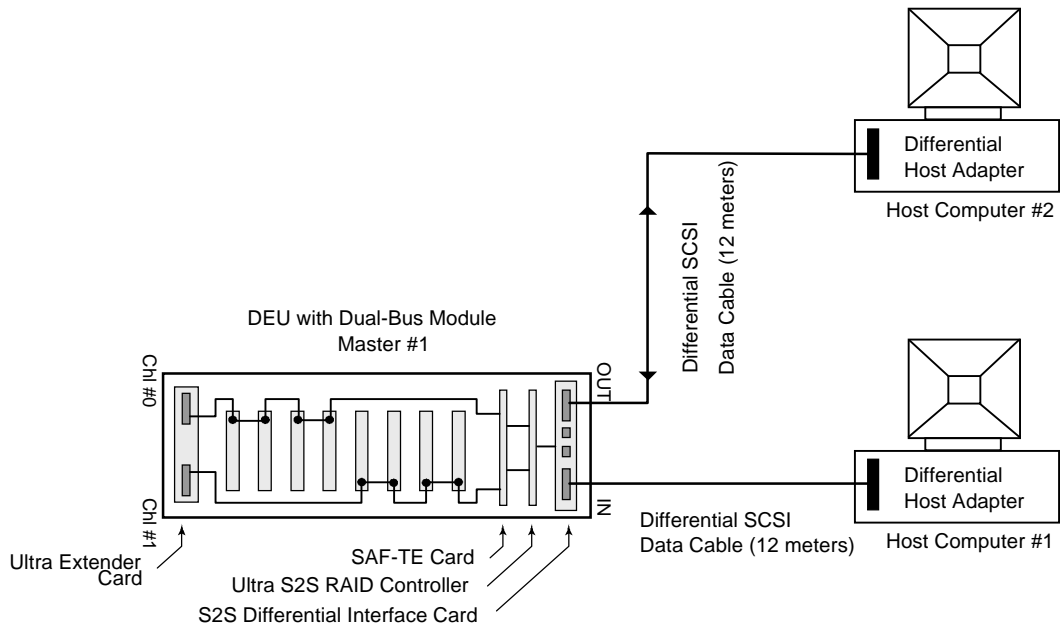 Differential
Host Adapter
Host Computer #2
Differential SCSI
Data Cable (12 meters)
DEU with Dual-Bus Module
Master #1
Chl #0
Chl #1
OUT
IN
Differential
Host Adapter
Host Computer #1
Differential SCSI
Data Cable (12 meters)
Ultra Extender
Card
SAF-TE Card
Ultra S2S RAID Controller
S2S Differential Interface Card